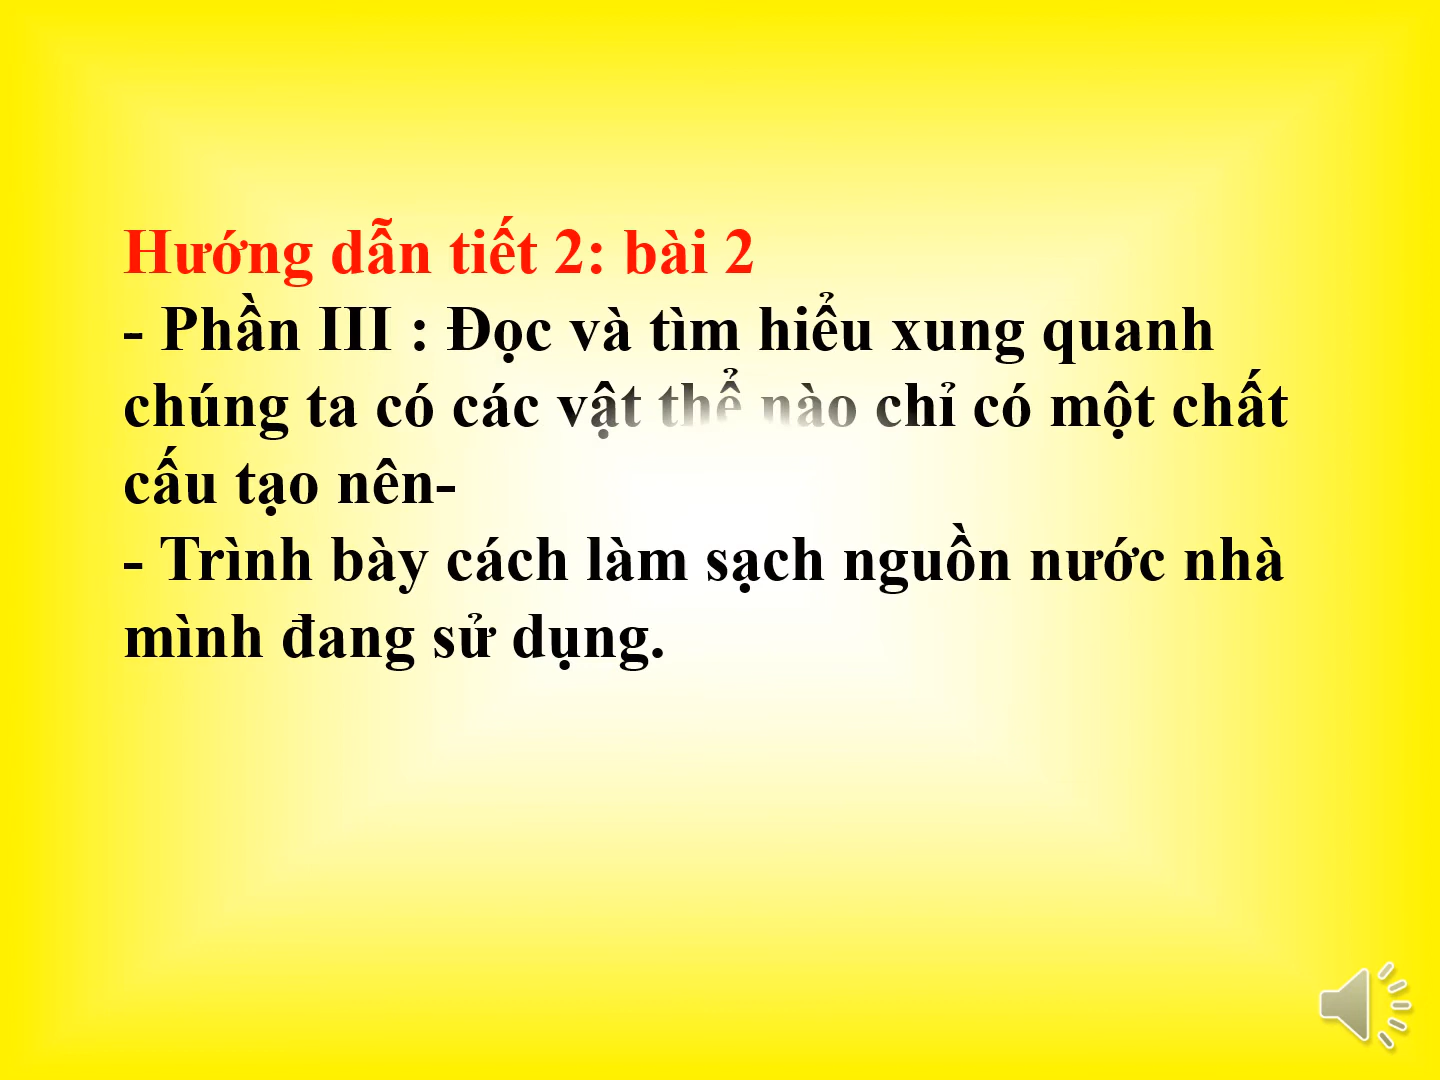 Hướng dẫn tiết 2: bài 2
- Phần III : Đọc và tìm hiểu xung quanh
chúng ta có các vật thể nào chỉ có một chất
cấu tạo nên-
- Trình bày cách làm sạch nguồn nước nhà
mình đang sử dụng.